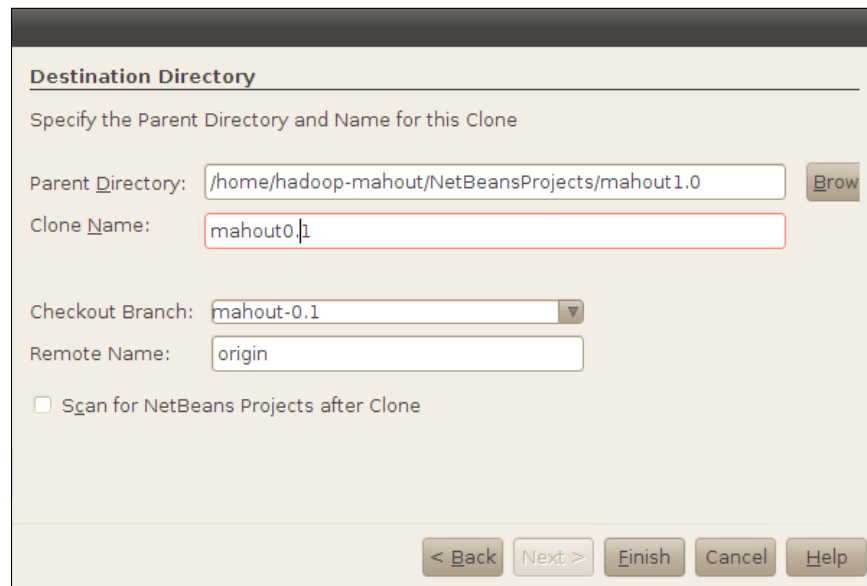 Destination Directory
Specify the Parent Directory and Name for this Clone
Parent Directory: /home/hadoop-mahout/NetBeansProjects/mahout1.0 Brow
Clone Name: mahout0.1
Checkout Branch: mahout-0.1
Remote Name: origin
Scan for NetBeans Projects after Clone
< Back Next > Finish Cancel Help